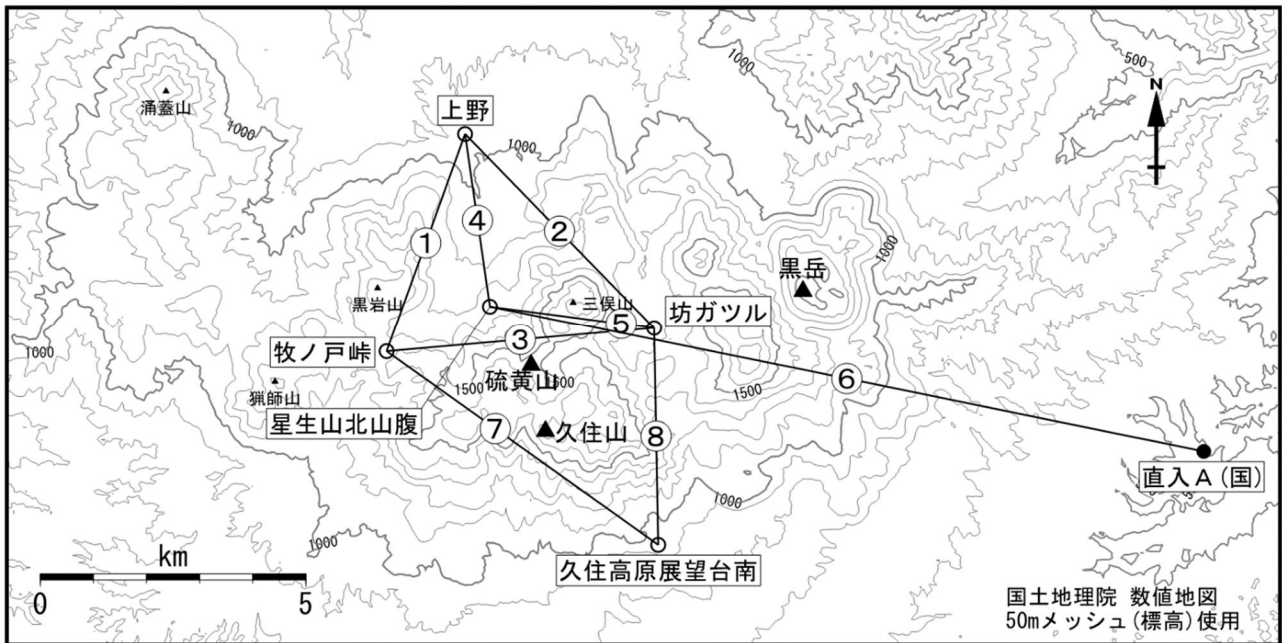 1000
500
N
涌蓋山
上野
1000
1000
1000
④
①
②
黒岳
黒岩山
三俣山
坊ガツル
⑤
③
牧ノ戸峠
1000
1500
硫黄山
1500
⑥
猟師山
星生山北山腹
⑦
久住山
⑧
直入A(国)
1000
1000
久住高原展望台南
km
0
5
国土地理院 数値地図
50mメッシュ(標高)使用